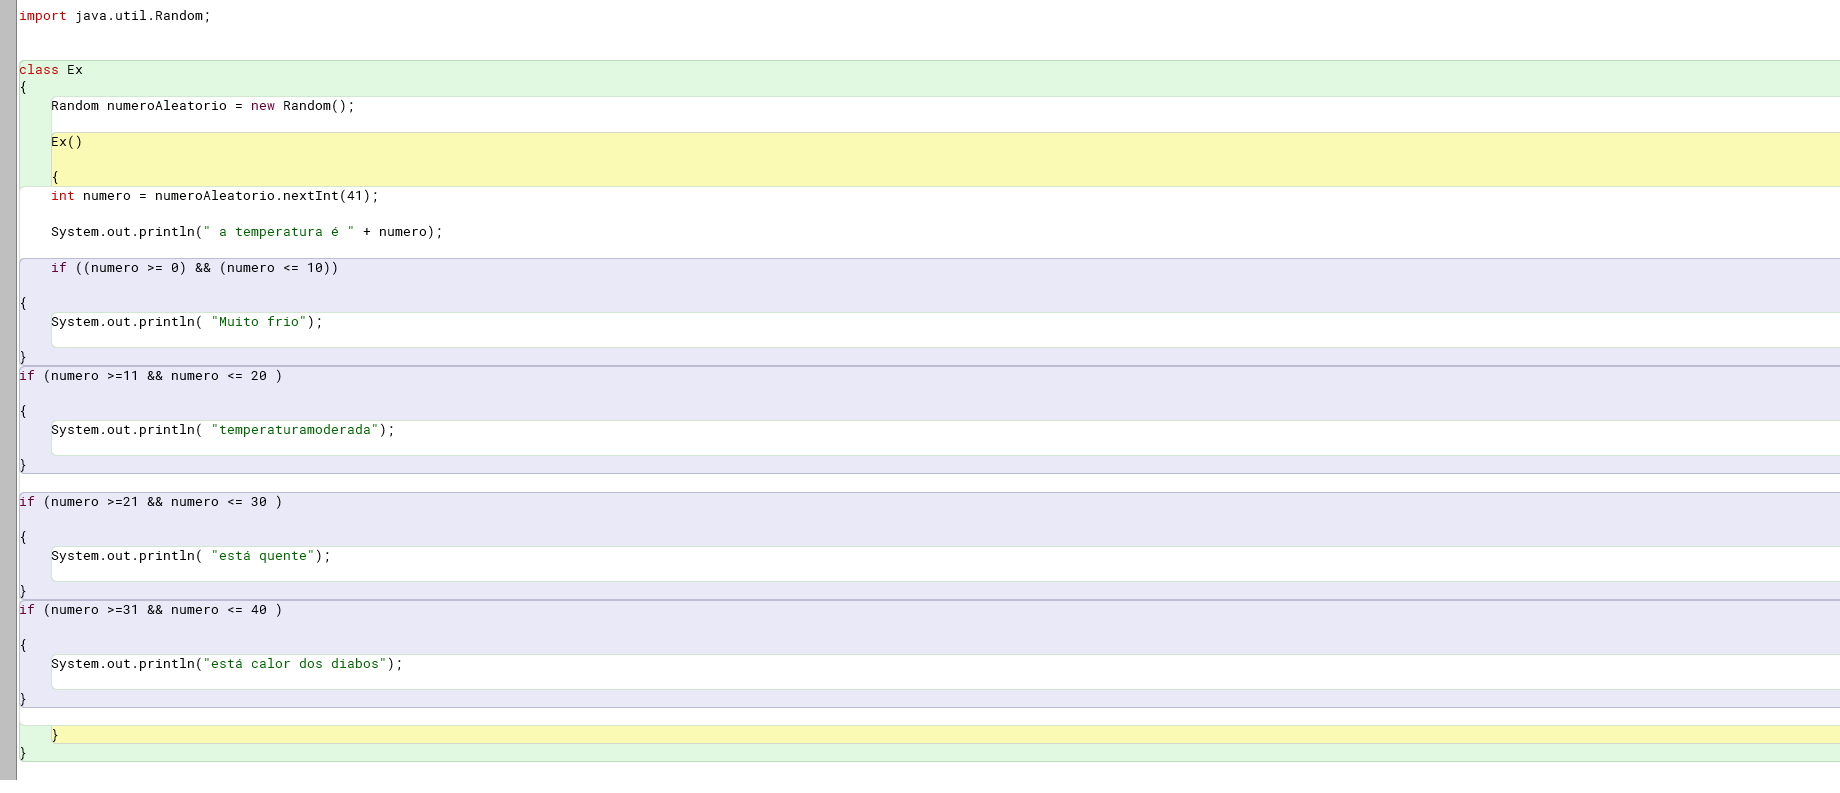 import java.util.Random;
class Ex
{
Random numeroAleatorio = new Random();
Ex()
{
int numero = numeroAleatorio.nextInt(41);
System.out.println(" a temperatura é " + numero);
if ((numero >= 0) && (numero <= 10))
{
System.out.println( "Muito frio");
}
if (numero >=11 && numero <= 20 )
{
System.out.println( "temperaturamoderada");
}
if (numero >=21 && numero <= 30 )
{
System.out.println( "está quente");
}
if (numero >=31 && numero <= 40 )
{
System.out.println("está calor dos diabos");
}
}
}